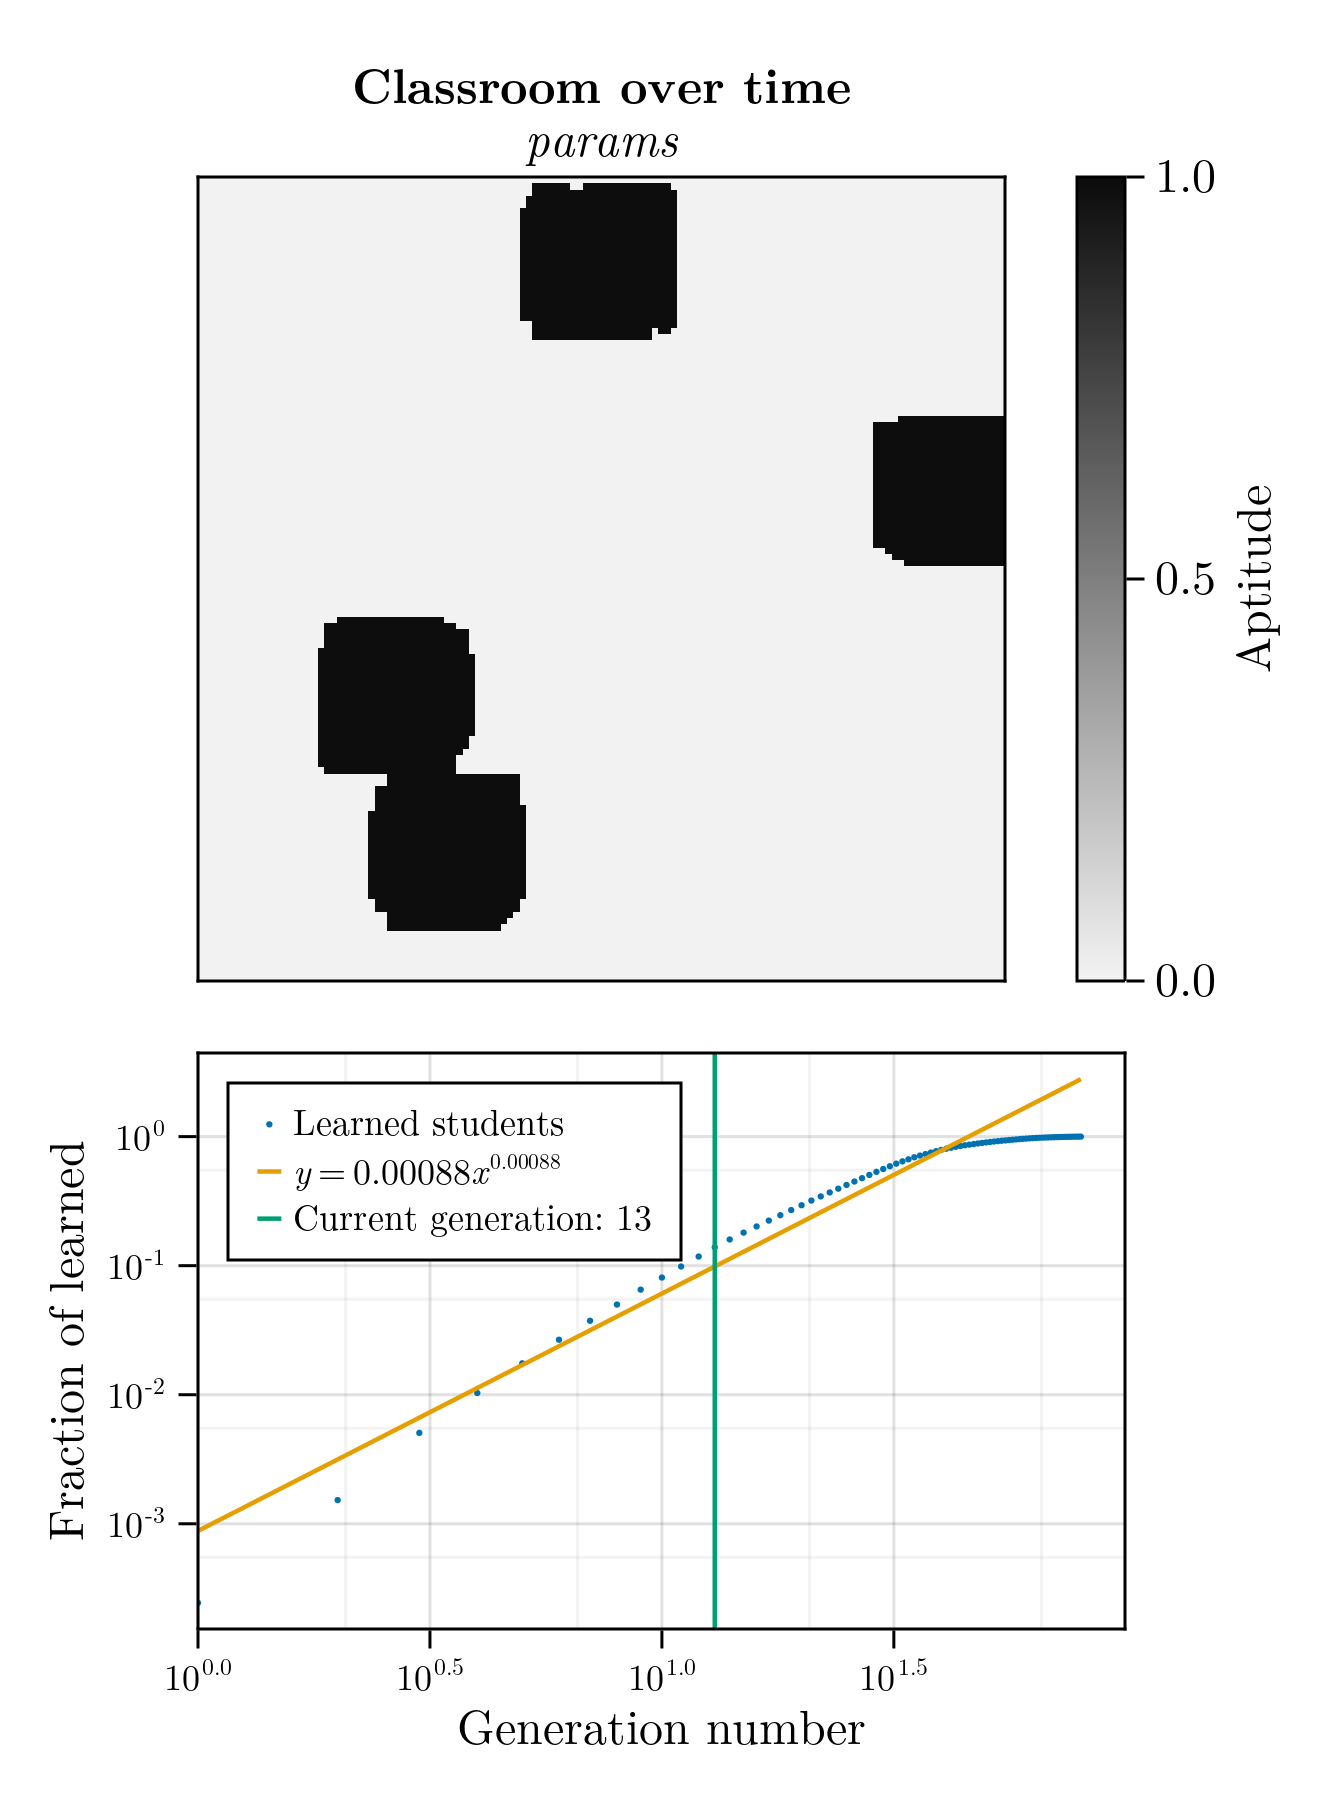 Classroom over time
params
1.0
0.5
0.0
Aptitude
Learned students
y = 0.00088x^0.00088
Current generation: 13
10^0
10^-1
10^-2
10^-3
Fraction of learned
10^0.0 10^0.5 10^1.0 10^1.5
Generation number